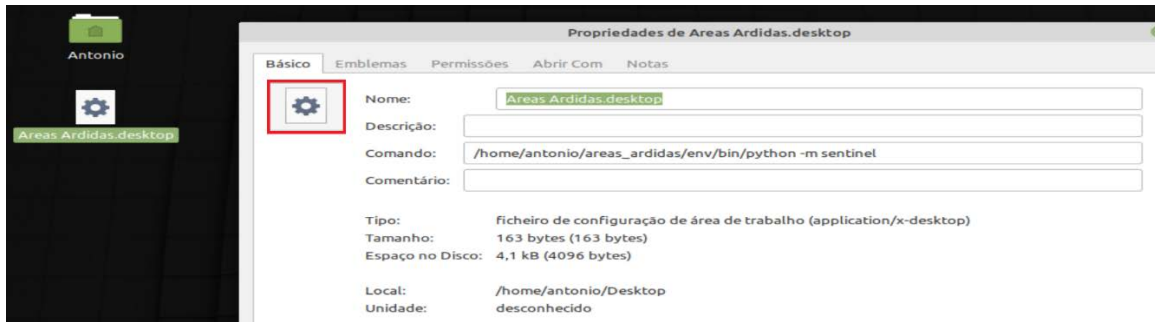 Antonio
Areas Ardidas.desktop
Propriedades de Areas Ardidas.desktop
Básico Emblemas Permissões Abrir Com Notas
Nome: Areas Ardidas.desktop
Descrição:
Comando: /home/antonio/areas_ardidas/env/bin/python -m sentinel
Comentário:
Tipo: ficheiro de configuração de área de trabalho (application/x-desktop)
Tamanho: 163 bytes (163 bytes)
Espaço no Disco: 4,1 kB (4096 bytes)
Local: /home/antonio/Desktop
Unidade: desconhecido